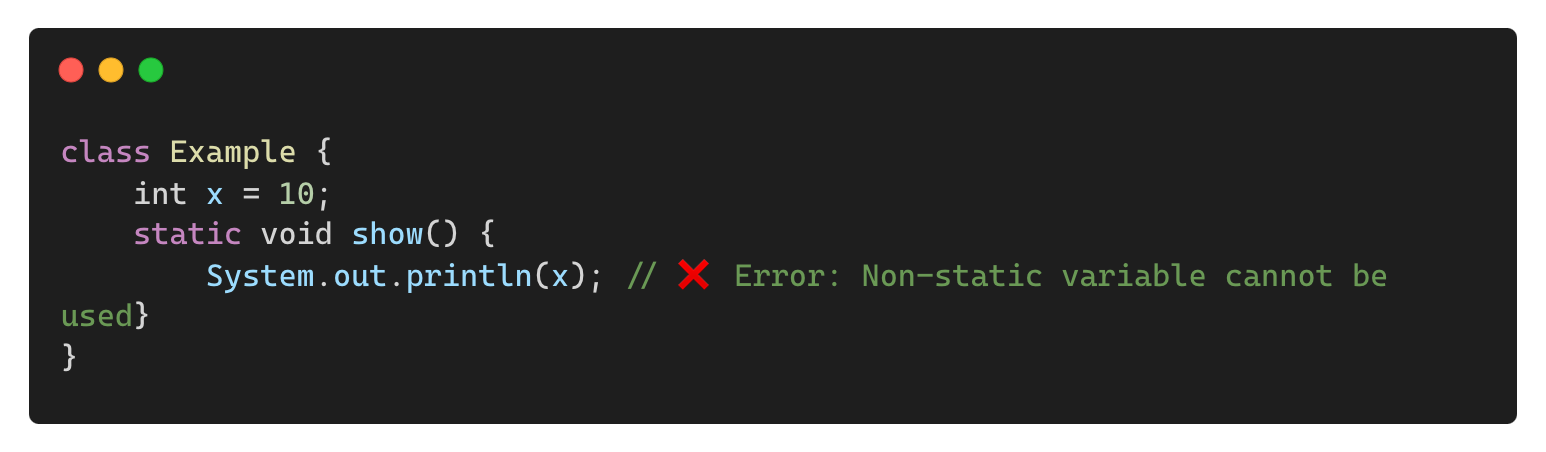 class Example {
    int x = 10;
    static void show() {
        System.out.println(x); // ❌ Error: Non-static variable cannot be
used}
}